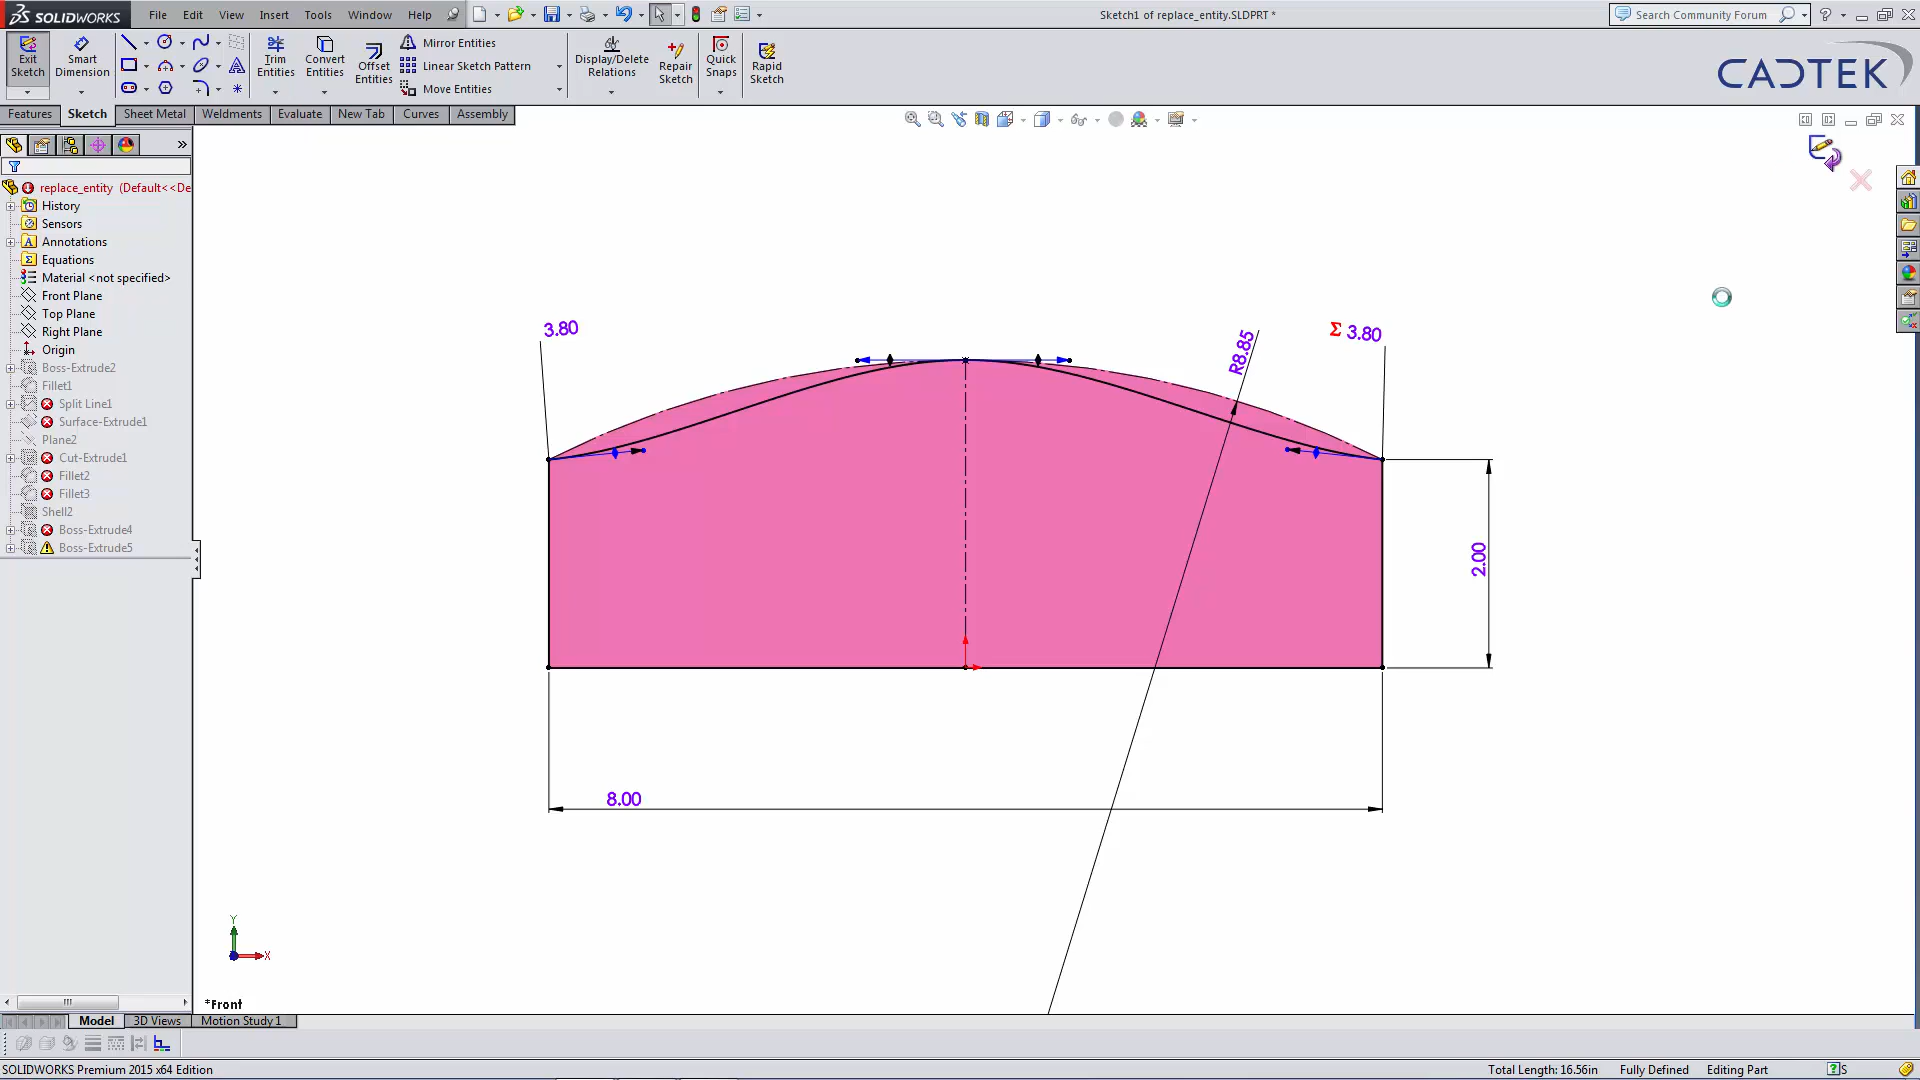 SOLIDWORKS File Edit View Insert Tools Window Help Sketch1 of replace_entity.SLDPRT * Search Community Forum
Exit Sketch
Smart Dimension
Trim Entities
Convert Entities
Offset Entities
Mirror Entities
Linear Sketch Pattern
Move Entities
Display/Delete Relations
Repair Sketch
Quick Snaps
Rapid Sketch
CADTEK
Features Sketch Sheet Metal Weldments Evaluate New Tab Curves Assembly
replace_entity (Default<<De
History
Sensors
Annotations
Equations
Material <not specified>
Front Plane
Top Plane
Right Plane
Origin
Boss-Extrude2
Fillet1
Split Line1
Surface-Extrude1
Plane2
Cut-Extrude1
Fillet2
Fillet3
Shell2
Boss-Extrude4
Boss-Extrude5
3.80
R8.85
Σ 3.80
2.00
8.00
Y
X
*Front
Model 3D Views Motion Study 1
SOLIDWORKS Premium 2015 x64 Edition Total Length: 16.56in Fully Defined Editing Part